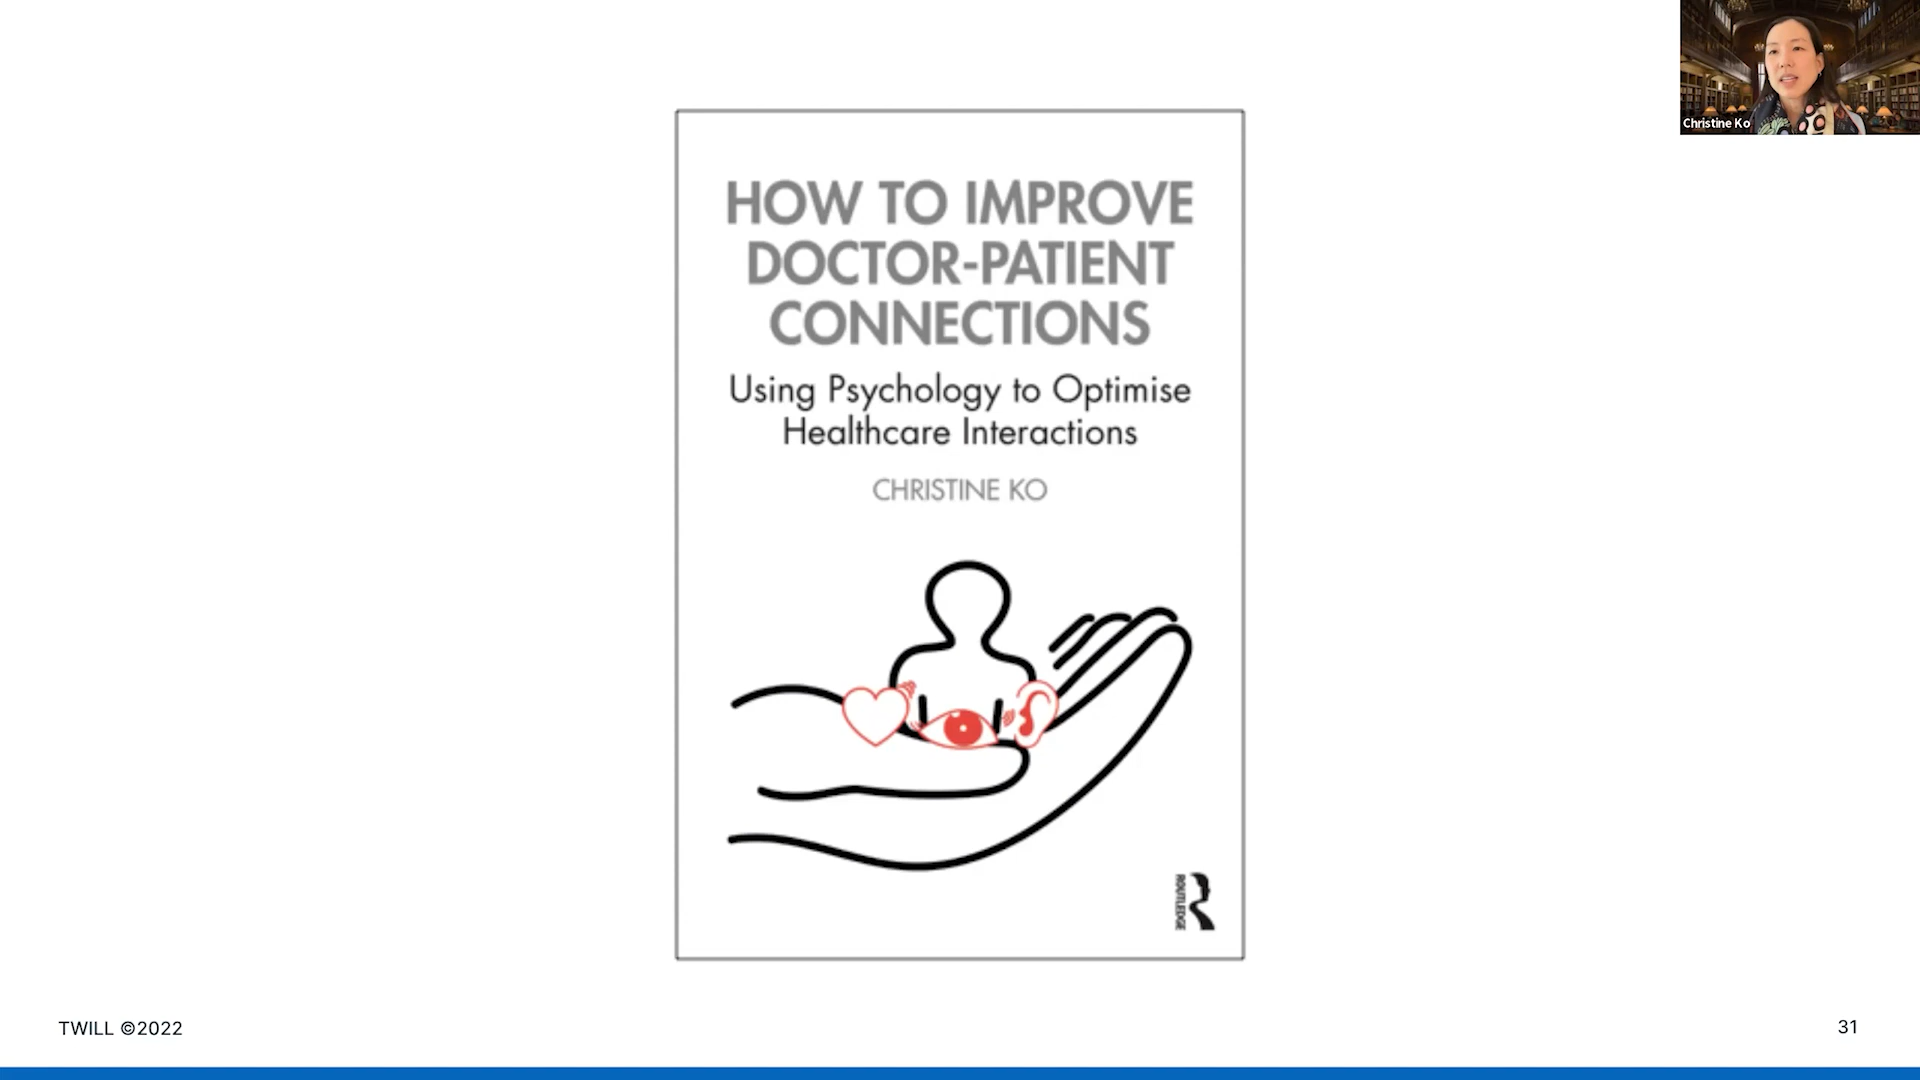 Christine Ko
HOW TO IMPROVE
DOCTOR-PATIENT
CONNECTIONS
Using Psychology to Optimise
Healthcare Interactions
CHRISTINE KO
ROUTLEDGE
TWILL ©2022
31